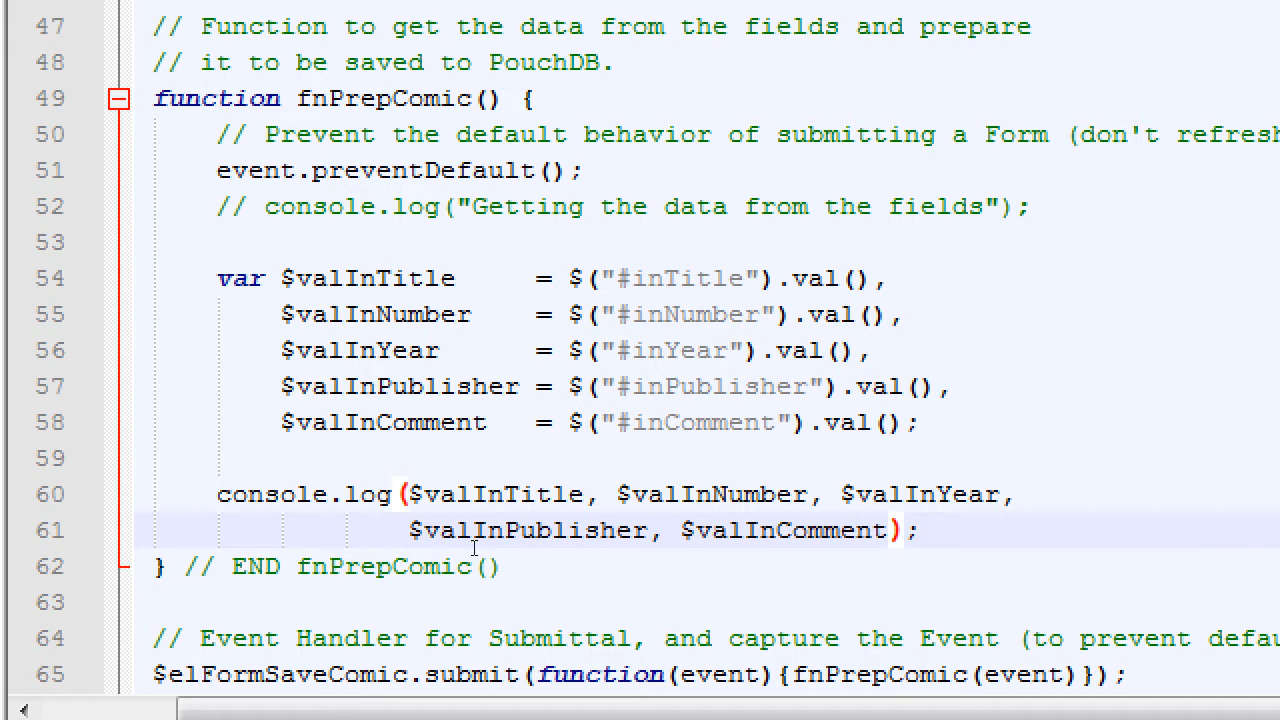 47 // Function to get the data from the fields and prepare
48 // it to be saved to PouchDB.
49 function fnPrepComic() {
50 // Prevent the default behavior of submitting a Form (don't refresh
51 event.preventDefault();
52 // console.log("Getting the data from the fields");
53
54 var $valInTitle = $("#inTitle").val(),
55 $valInNumber = $("#inNumber").val(),
56 $valInYear = $("#inYear").val(),
57 $valInPublisher = $("#inPublisher").val(),
58 $valInComment = $("#inComment").val();
59
60 console.log($valInTitle, $valInNumber, $valInYear,
61 $valInPublisher, $valInComment);
62 } // END fnPrepComic()
63
64 // Event Handler for Submittal, and capture the Event (to prevent defau
65 $elFormSaveComic.submit(function(event){fnPrepComic(event)});